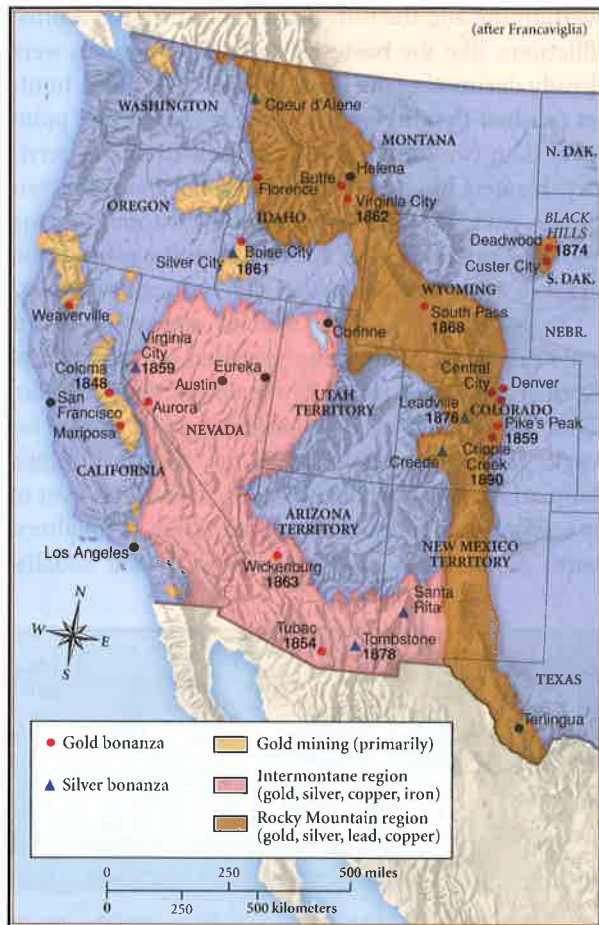 (after Francaviglia)
WASHINGTON
Coeur d'Alene
MONTANA
N. DAK.
Helena
Butte
Florence
Virginia City
1862
OREGON
IDAHO
BLACK
HILLS
Deadwood
1874
Custer City
S. DAK.
Silver City
Boise City
1861
WYOMING
South Pass
1868
NEBR.
Weaverville
Corinne
Virginia
City
1859
Coloma
1848
Eureka
Austin
San
Francisco
Aurora
Mariposa
NEVADA
UTAH
TERRITORY
Central
City
Denver
Leadville
1876
COLORADO
Pike's Peak
1859
Creede
Cripple
Creek
1890
CALIFORNIA
ARIZONA
TERRITORY
NEW MEXICO
TERRITORY
Los Angeles
Wickenburg
1863
Santa
Rita
Tubac
1854
Tombstone
1878
TEXAS
Terlingua
N
W
E
S
Gold bonanza
Silver bonanza
Gold mining (primarily)
Intermontane region
(gold, silver, copper, iron)
Rocky Mountain region
(gold, silver, lead, copper)
0 250 500 miles
0 250 500 kilometers